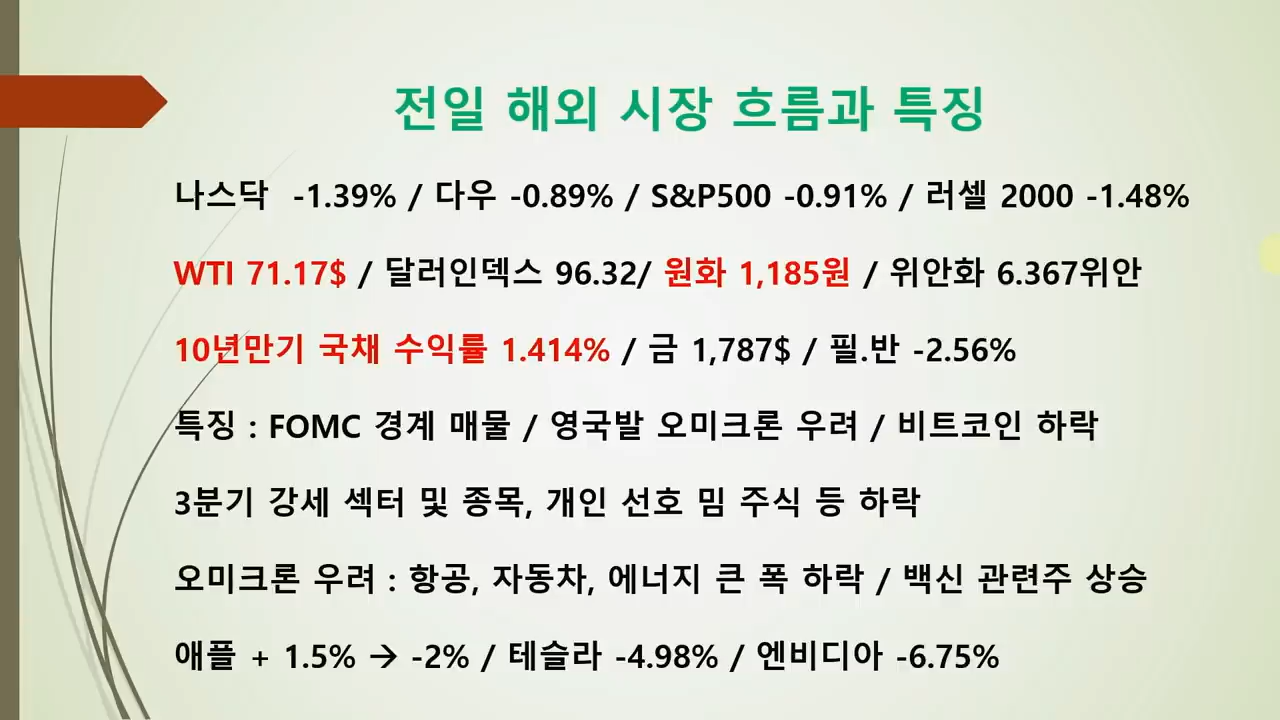 전일 해외 시장 흐름과 특징
나스닥 -1.39% / 다우 -0.89% / S&P500 -0.91% / 러셀 2000 -1.48%
WTI 71.17$ / 달러인덱스 96.32/ 원화 1,185원 / 위안화 6.367위안
10년만기 국채 수익률 1.414% / 금 1,787$ / 필.반 -2.56%
특징 : FOMC 경계 매물 / 영국발 오미크론 우려 / 비트코인 하락
3분기 강세 섹터 및 종목, 개인 선호 밈 주식 등 하락
오미크론 우려 : 항공, 자동차, 에너지 큰 폭 하락 / 백신 관련주 상승
애플 + 1.5% → -2% / 테슬라 -4.98% / 엔비디아 -6.75%